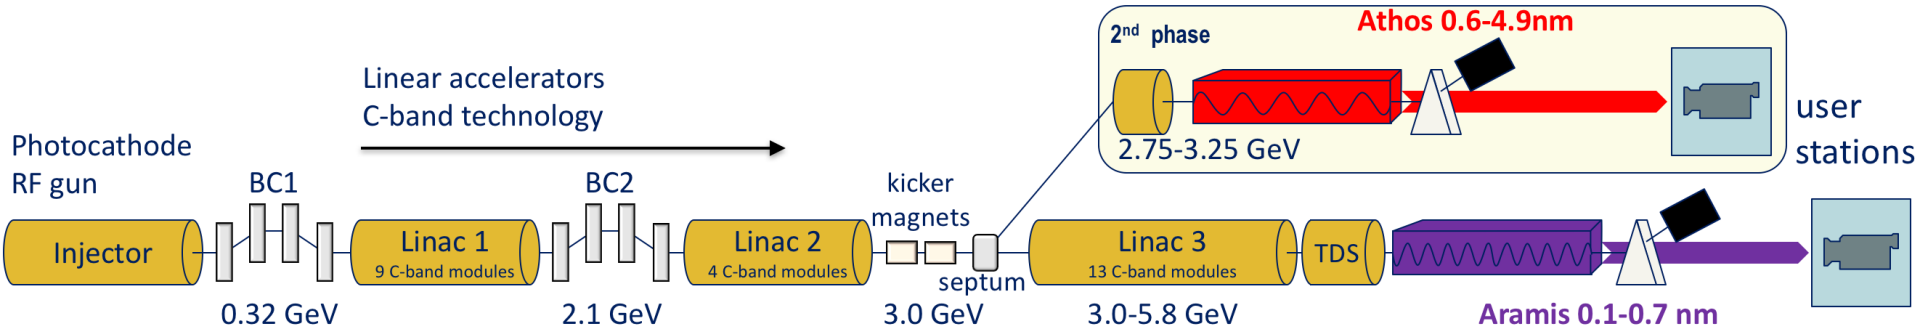 Athos 0.6-4.9nm
2nd phase
Linear accelerators
C-band technology
2.75-3.25 GeV
user
stations
Photocathode
RF gun
BC1
BC2
kicker
magnets
Injector
Linac 1
9 C-band modules
Linac 2
4 C-band modules
septum
Linac 3
13 C-band modules
TDS
0.32 GeV
2.1 GeV
3.0 GeV
3.0-5.8 GeV
Aramis 0.1-0.7 nm